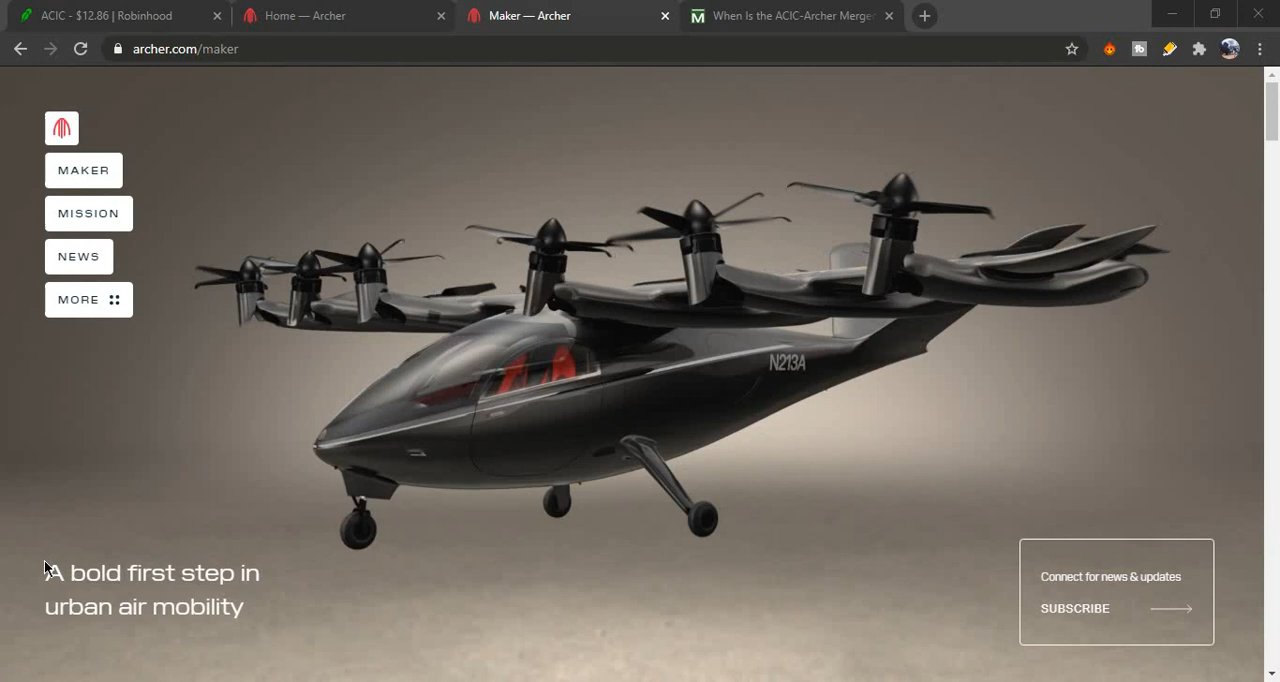 ACIC - $12.86 | Robinhood
Home — Archer
Maker — Archer
When Is the ACIC-Archer Merger
archer.com/maker
MAKER
MISSION
NEWS
MORE
N213A
A bold first step in
urban air mobility
Connect for news & updates
SUBSCRIBE